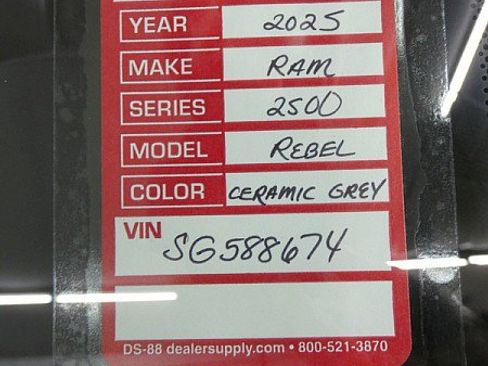 YEAR 2025
MAKE RAM
SERIES 2500
MODEL REBEL
COLOR CERAMIC GREY
VIN SG588674
DS-88 dealersupply.com • 800-521-3870